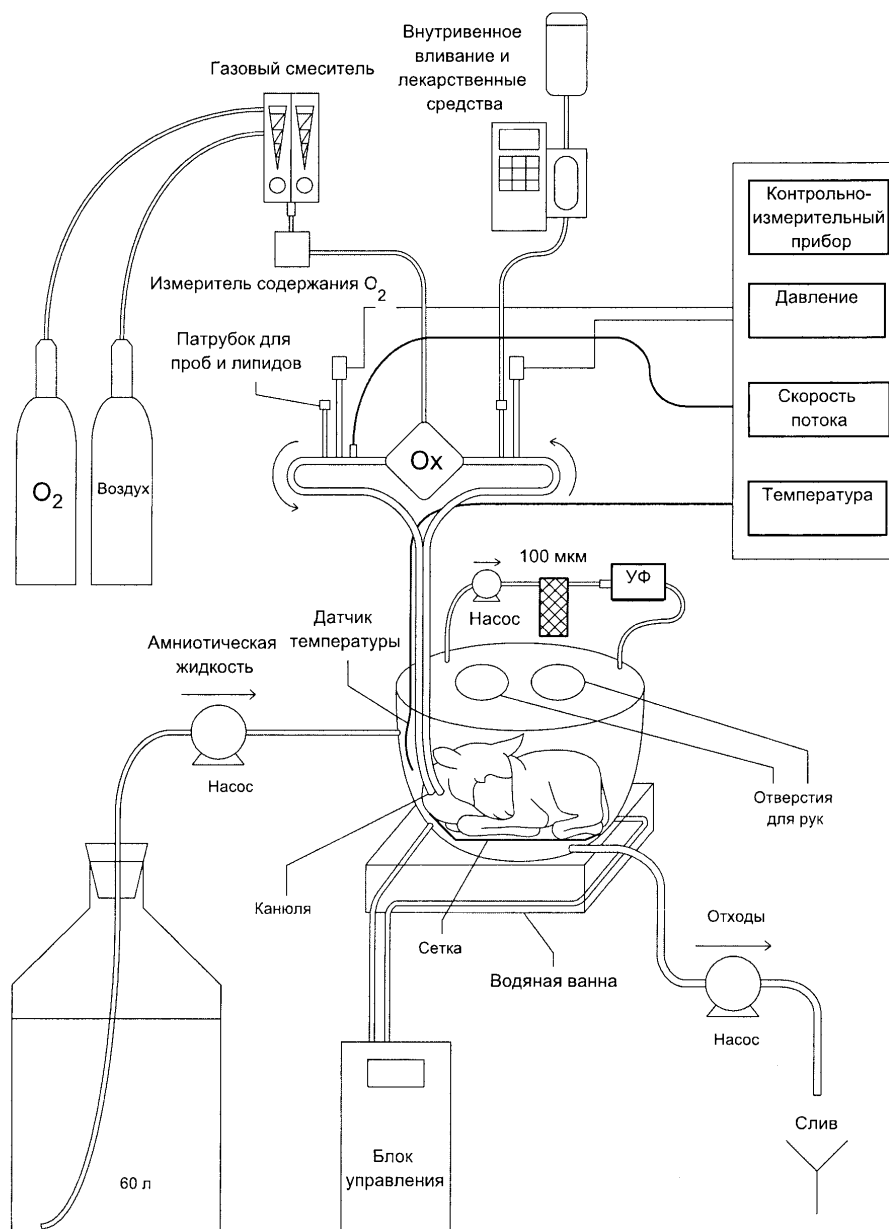 Внутривенное
вливание и
лекарственные
средства
Газовый смеситель
Контрольно-
измерительный
прибор
Измеритель содержания O2
Давление
Патрубок для
проб и липидов
Скорость
потока
Ox
O2
Воздух
Температура
100 мкм
УФ
Насос
Датчик
температуры
Амниотическая
жидкость
Насос
Отверстия
для рук
Канюля
Сетка
Водяная ванна
Отходы
Насос
Слив
Блок
управления
60 л